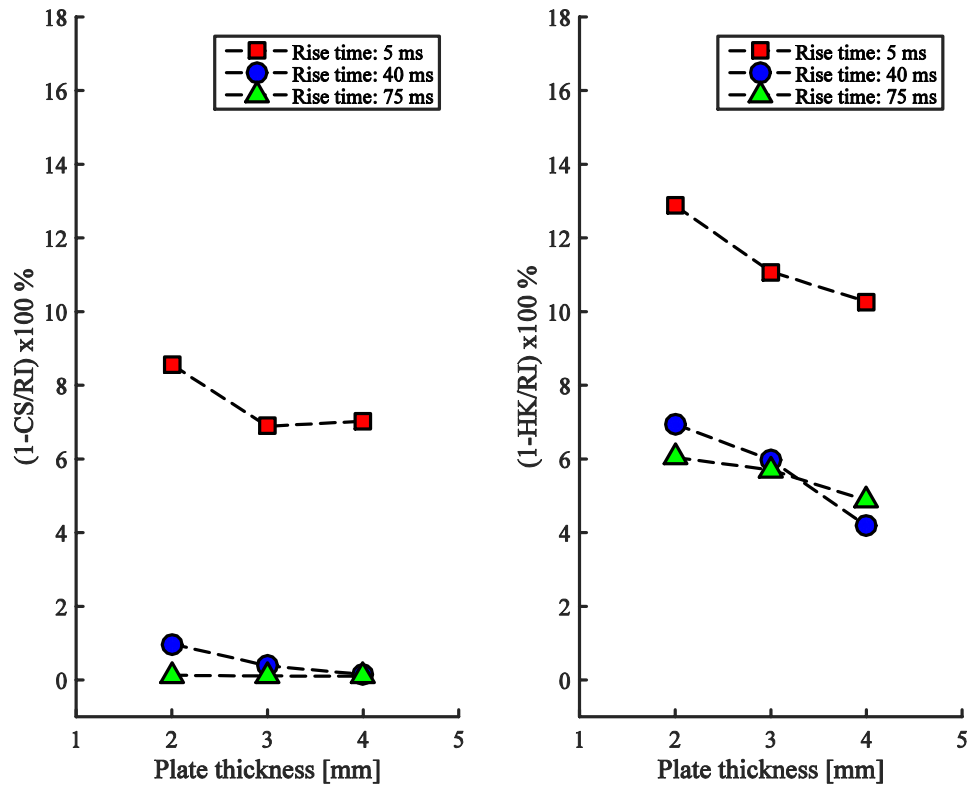 18
16
14
12
10
8
6
4
2
0
(1-CS/RI) x100 %
Rise time: 5 ms
Rise time: 40 ms
Rise time: 75 ms
1 2 3 4 5
Plate thickness [mm]
18
16
14
12
10
8
6
4
2
0
(1-HK/RI) x100 %
Rise time: 5 ms
Rise time: 40 ms
Rise time: 75 ms
1 2 3 4 5
Plate thickness [mm]